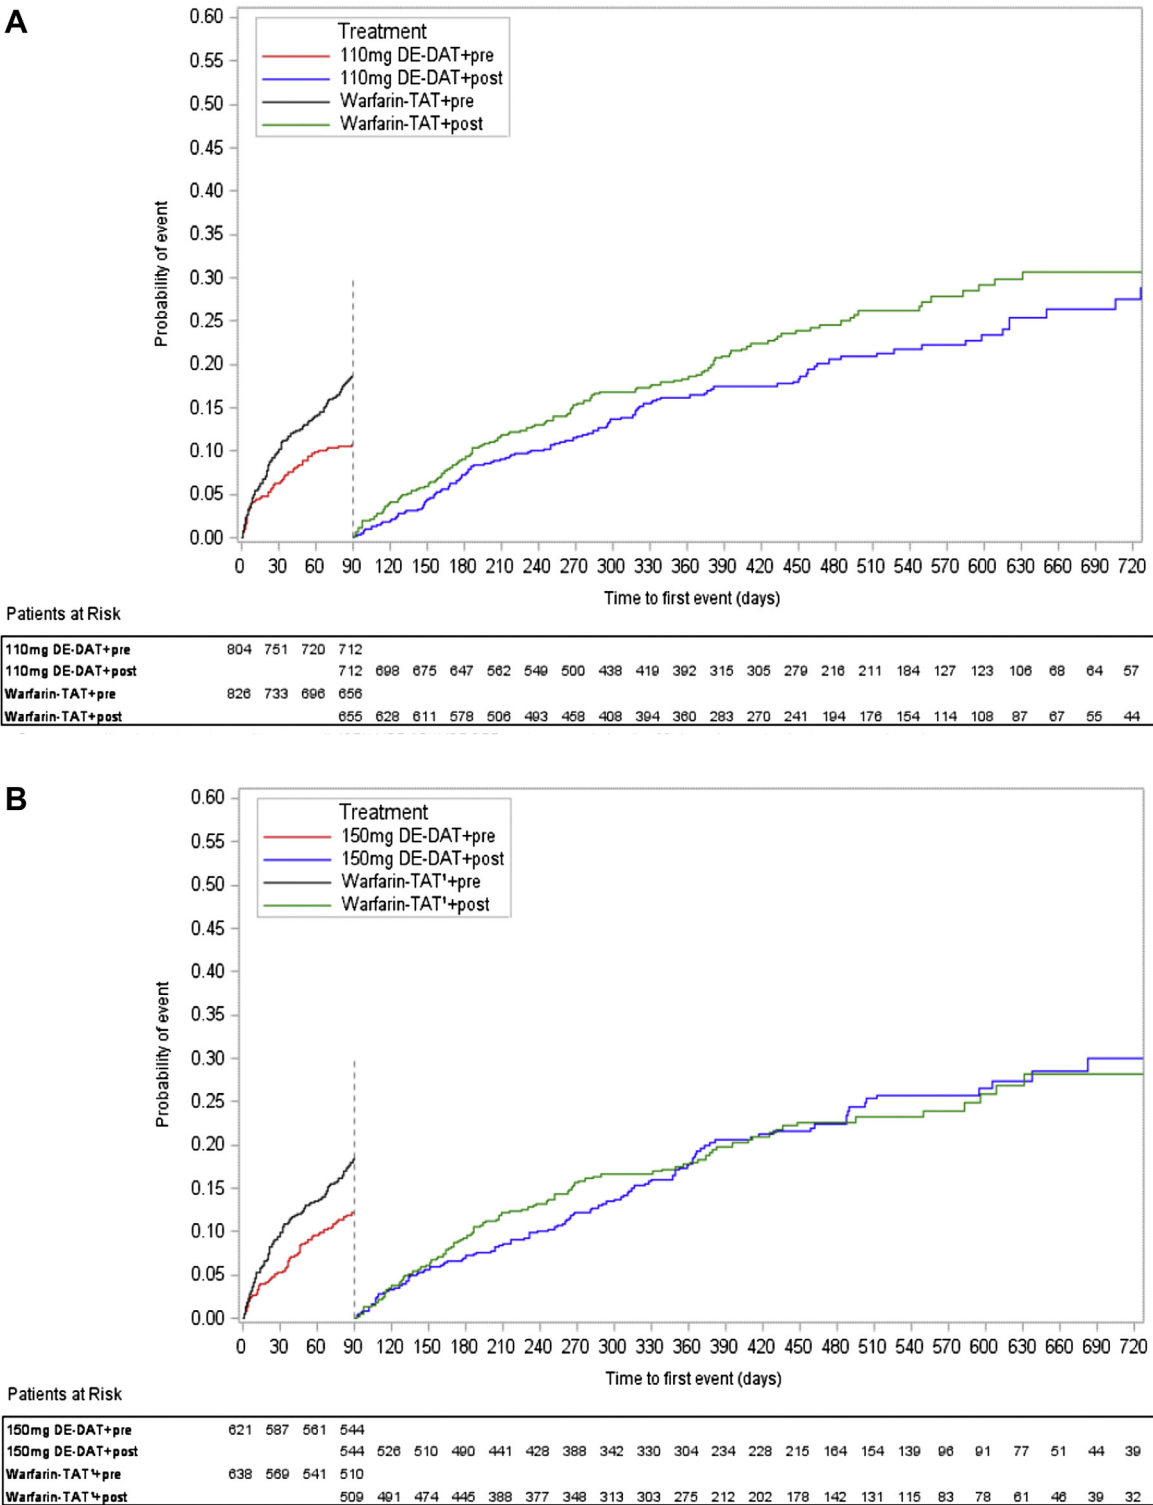 A
0.60
0.55
0.50
0.45
0.40
0.35
0.30
0.25
0.20
0.15
0.10
0.05
0.00
Probability of event
Treatment
110mg DE-DAT+pre
110mg DE-DAT+post
Warfarin-TAT+pre
Warfarin-TAT+post
0 30 60 90 120 150 180 210 240 270 300 330 360 390 420 450 480 510 540 570 600 630 660 690 720
Time to first event (days)
Patients at Risk
110mg DE-DAT+pre 804 751 720 712
110mg DE-DAT+post 712 698 675 647 562 549 500 438 419 392 315 305 279 216 211 184 127 123 106 68 64 57
Warfarin-TAT+pre 826 733 696 656
Warfarin-TAT+post 655 628 611 578 506 493 458 408 394 360 283 270 241 194 176 154 114 108 87 67 55 44
B
0.60
0.55
0.50
0.45
0.40
0.35
0.30
0.25
0.20
0.15
0.10
0.05
0.00
Probability of event
Treatment
150mg DE-DAT+pre
150mg DE-DAT+post
Warfarin-TAT¹+pre
Warfarin-TAT¹+post
0 30 60 90 120 150 180 210 240 270 300 330 360 390 420 450 480 510 540 570 600 630 660 690 720
Time to first event (days)
Patients at Risk
150mg DE-DAT+pre 621 587 561 544
150mg DE-DAT+post 544 526 510 490 441 428 388 342 330 304 234 228 215 164 154 139 96 91 77 51 44 39
Warfarin-TAT¹+pre 638 569 541 510
Warfarin-TAT¹+post 509 491 474 445 388 377 348 313 303 275 212 202 178 142 131 115 83 78 61 46 39 32